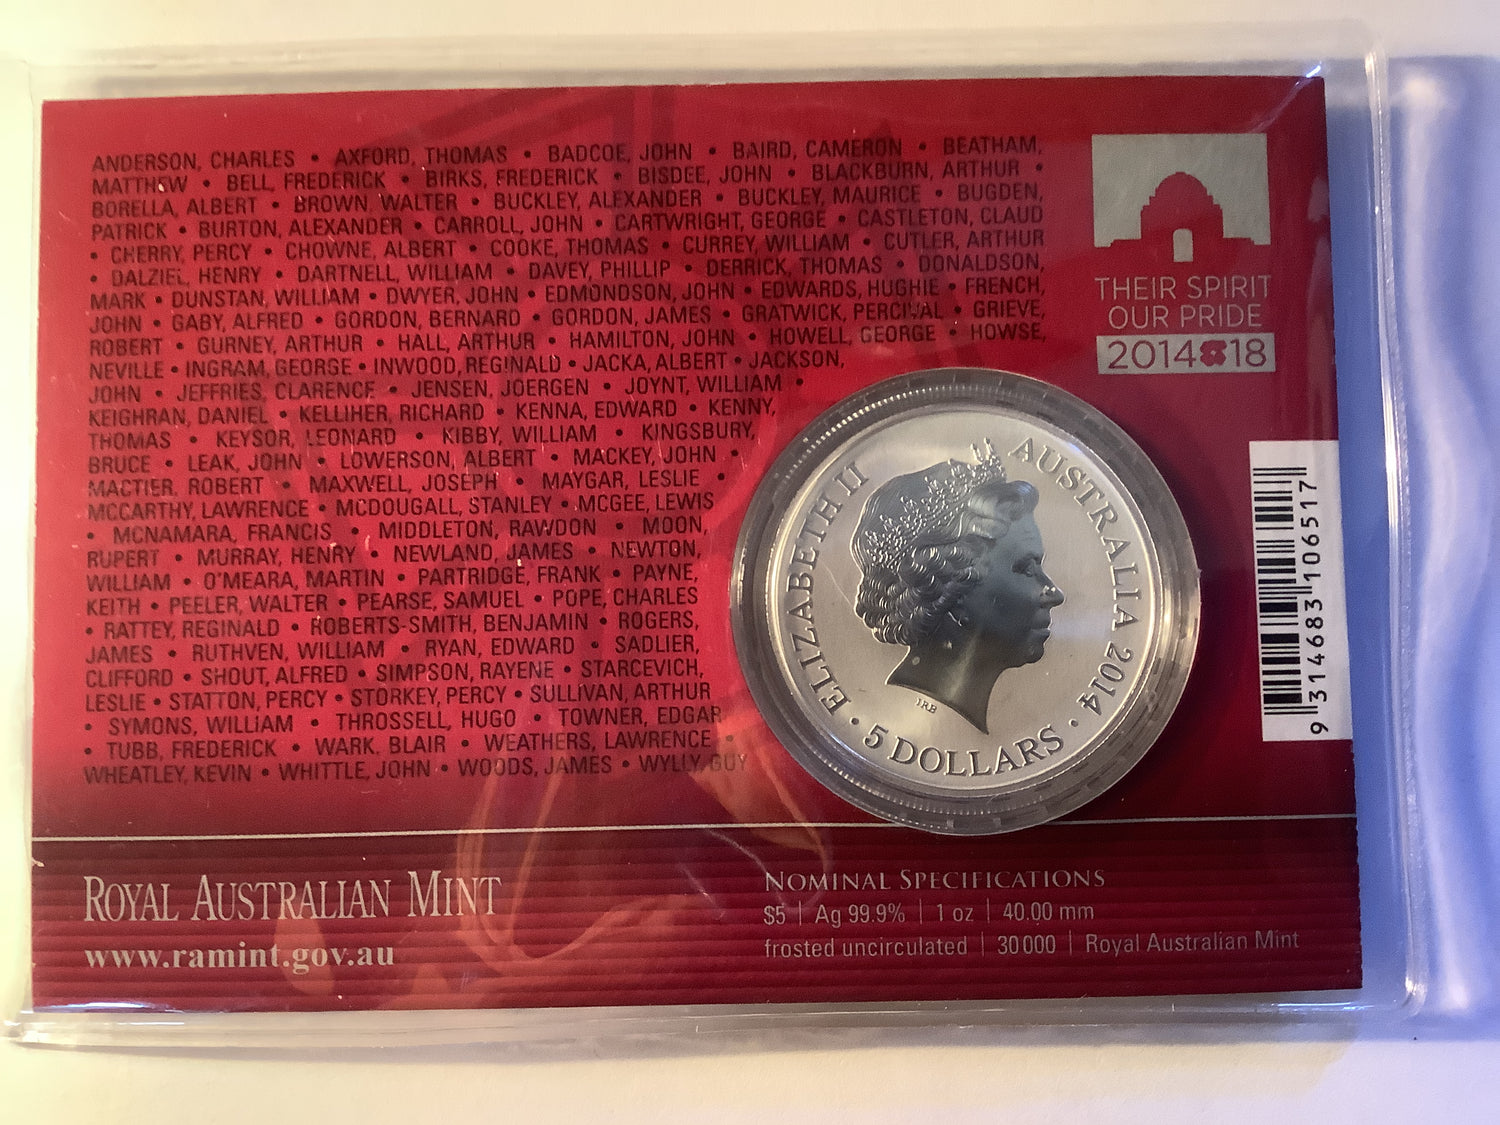 ANDERSON, CHARLES • AXFORD, THOMAS • BADCOE, JOHN • BAIRD, CAMERON • BEATHAM,
MATTHEW • BELL, FREDERICK • BIRKS, FREDERICK • BISDEE, JOHN • BLACKBURN, ARTHUR •
BORELLA, ALBERT • BROWN, WALTER • BUCKLEY, ALEXANDER • BUCKLEY, MAURICE • BUGDEN,
PATRICK • BURTON, ALEXANDER • CARROLL, JOHN • CARTWRIGHT, GEORGE • CASTLETON, CLAUD
• CHERRY, PERCY • CHOWNE, ALBERT • COOKE, THOMAS • CURREY, WILLIAM • CUTLER, ARTHUR
• DALZIEL, HENRY • DARTNELL, WILLIAM • DAVEY, PHILLIP • DERRICK, THOMAS • DONALDSON,
MARK • DUNSTAN, WILLIAM • DWYER, JOHN • EDMONDSON, JOHN • EDWARDS, HUGHIE • FRENCH,
JOHN • GABY, ALFRED • GORDON, BERNARD • GORDON, JAMES • GRATWICK, PERCIVAL • GRIEVE,
ROBERT • GURNEY, ARTHUR • HALL, ARTHUR • HAMILTON, JOHN • HOWELL, GEORGE • HOWSE,
NEVILLE • INGRAM, GEORGE • INWOOD, REGINALD • JACKA, ALBERT • JACKSON,
JOHN • JEFFRIES, CLARENCE • JENSEN, JOERGEN • JOYNT, WILLIAM •
KEIGHRAN, DANIEL • KELLIHER, RICHARD • KENNA, EDWARD • KENNY,
THOMAS • KEYSOR, LEONARD • KIBBY, WILLIAM • KINGSBURY,
BRUCE • LEAK, JOHN • LOWERSON, ALBERT • MACKEY, JOHN •
MACTIER, ROBERT • MAXWELL, JOSEPH • MAYGAR, LESLIE •
MCCARTHY, LAWRENCE • MCDOUGALL, STANLEY • MCGEE, LEWIS
• MCNAMARA, FRANCIS • MIDDLETON, RAWDON • MOON,
RUPERT • MURRAY, HENRY • NEWLAND, JAMES • NEWTON,
WILLIAM • O'MEARA, MARTIN • PARTRIDGE, FRANK • PAYNE,
KEITH • PEELER, WALTER • PEARSE, SAMUEL • POPE, CHARLES
• RATTEY, REGINALD • ROBERTS-SMITH, BENJAMIN • ROGERS,
JAMES • RUTHVEN, WILLIAM • RYAN, EDWARD • SADLIER,
CLIFFORD • SHOUT, ALFRED • SIMPSON, RAYENE • STARCEVICH,
LESLIE • STATTON, PERCY • STORKEY, PERCY • SULLIVAN, ARTHUR
• SYMONS, WILLIAM • THROSSELL, HUGO • TOWNER, EDGAR
• TUBB, FREDERICK • WARK, BLAIR • WEATHERS, LAWRENCE •
WHEATLEY, KEVIN • WHITTLE, JOHN • WOODS, JAMES • WYLLY, GUY
THEIR SPIRIT
OUR PRIDE
2014 18
ELIZABETH II
AUSTRALIA 2014
5 DOLLARS
IRB
9 314683 106517
ROYAL AUSTRALIAN MINT
www.ramint.gov.au
NOMINAL SPECIFICATIONS
$5 | Ag 99.9% | 1 oz | 40.00 mm
frosted uncirculated | 30 000 | Royal Australian Mint